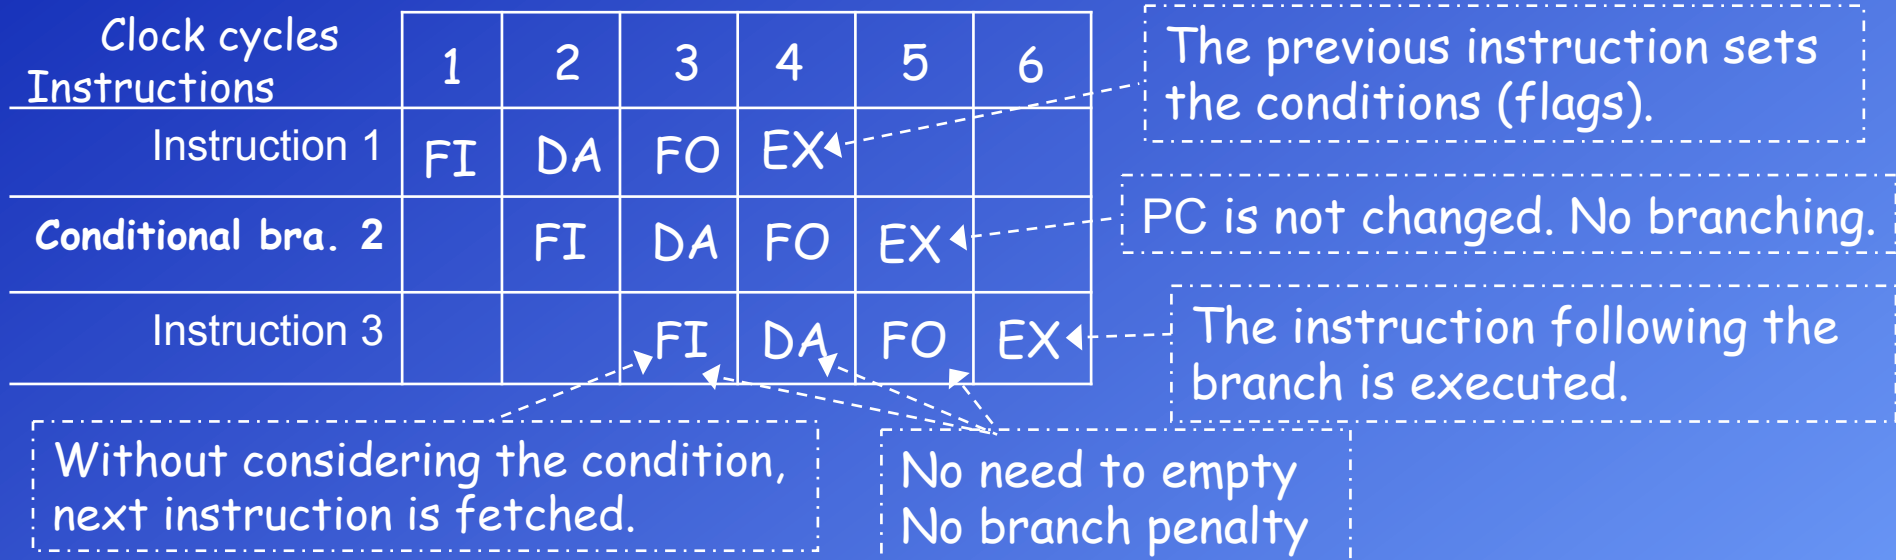 Clock cycles
Instructions
1 2 3 4 5 6
Instruction 1 FI DA FO EX
Conditional bra. 2 FI DA FO EX
Instruction 3 FI DA FO EX
The previous instruction sets
the conditions (flags).
PC is not changed. No branching.
The instruction following the
branch is executed.
Without considering the condition,
next instruction is fetched.
No need to empty
No branch penalty